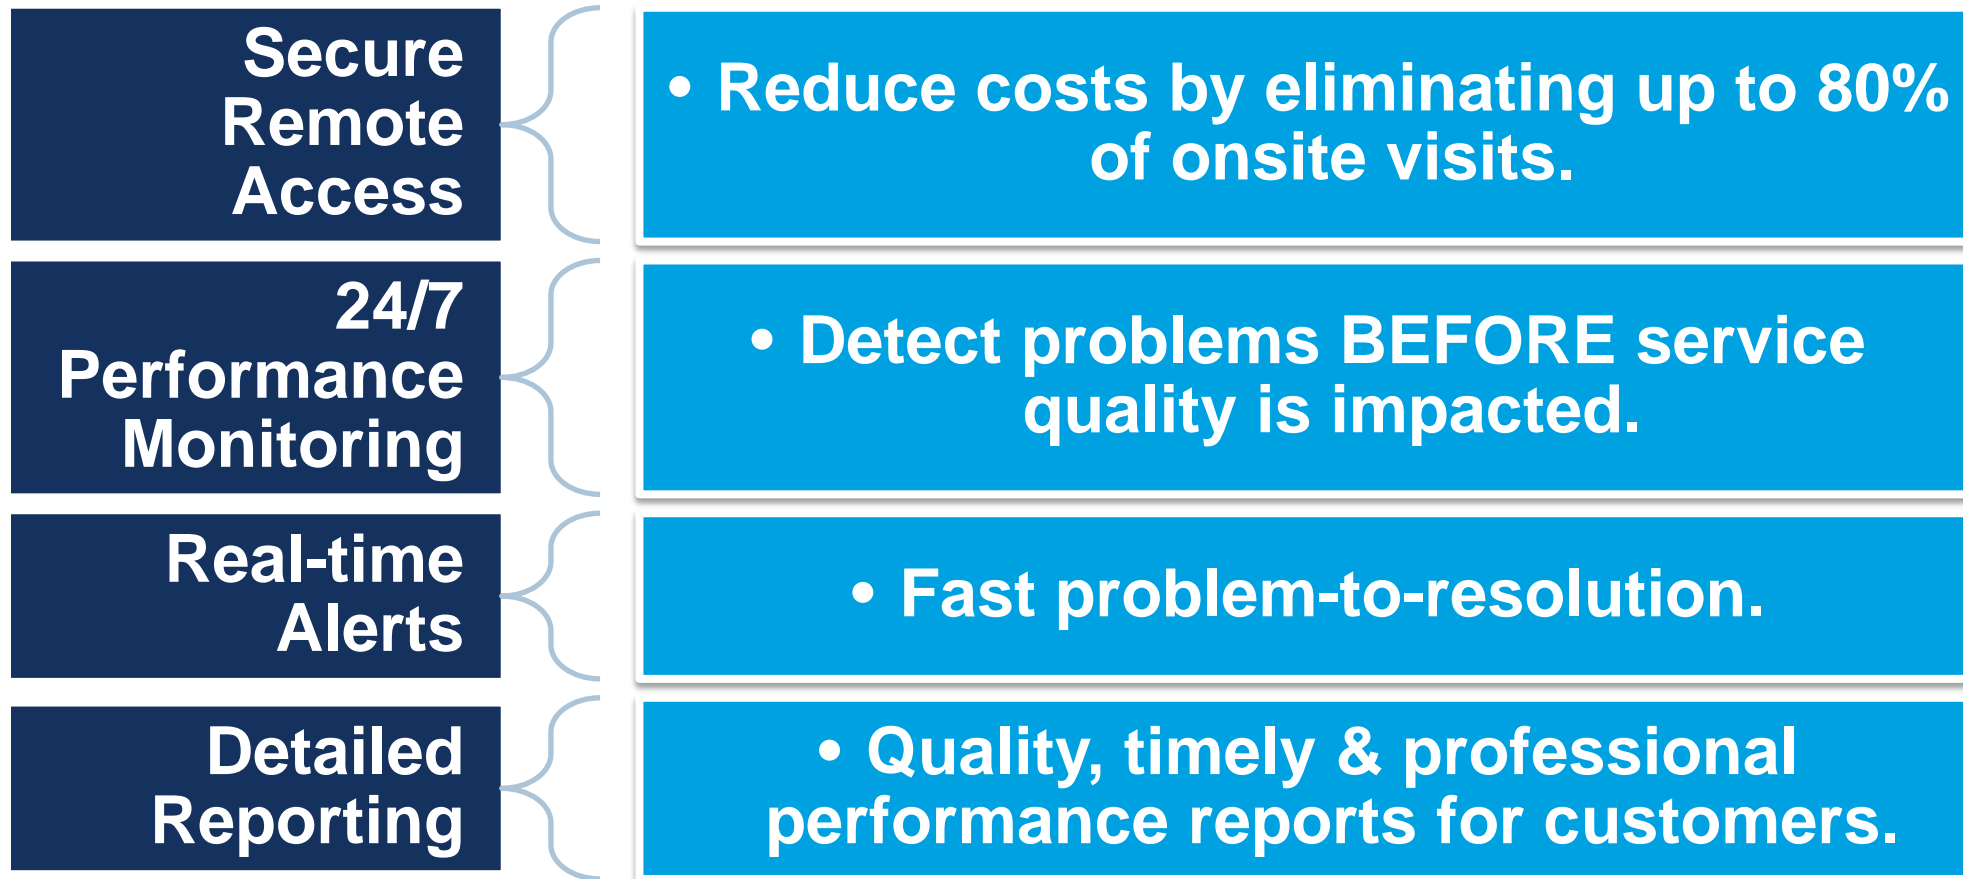 Secure
Remote
Access
• Reduce costs by eliminating up to 80%
of onsite visits.
24/7
Performance
Monitoring
• Detect problems BEFORE service
quality is impacted.
Real-time
Alerts
• Fast problem-to-resolution.
Detailed
Reporting
• Quality, timely & professional
performance reports for customers.